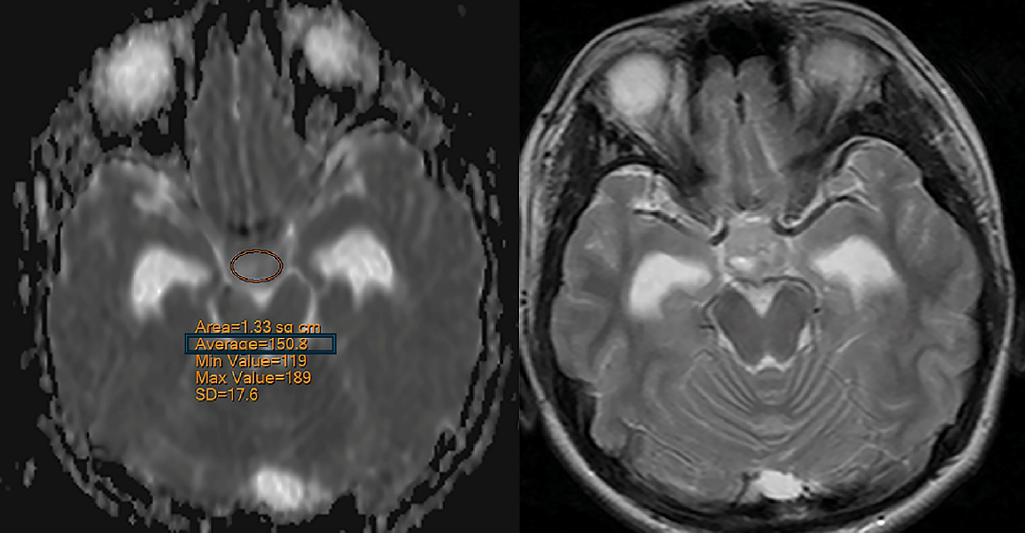 Area=1.33 sq cm
Average=150.8
Min Value=119
Max Value=189
SD=17.6